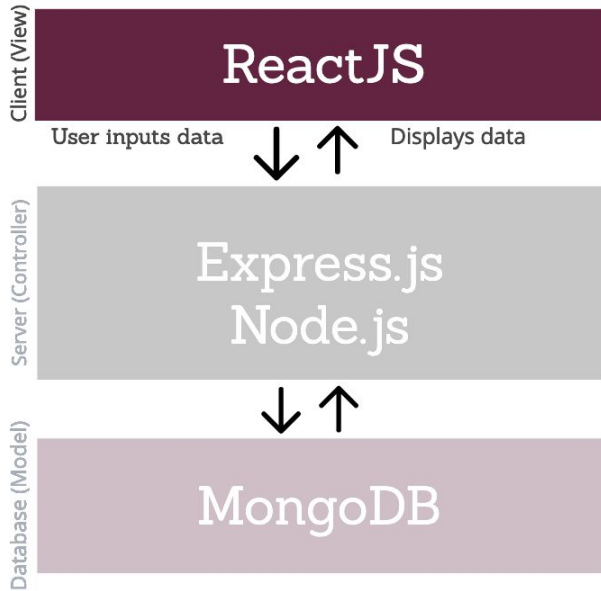 Client (View)
ReactJS
User inputs data
Displays data
Server (Controller)
Express.js
Node.js
Database (Model)
MongoDB